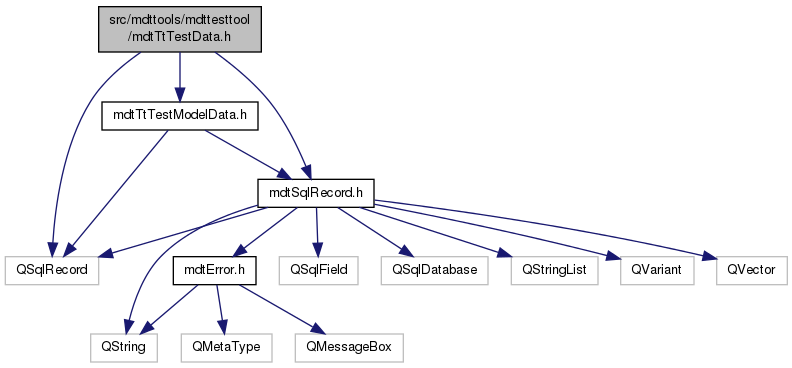 src/mdttools/mdttesttool
/mdtTtTestData.h
mdtTtTestModelData.h
mdtSqlRecord.h
QSqlRecord
mdtError.h
QSqlField
QSqlDatabase
QStringList
QVariant
QVector
QString
QMetaType
QMessageBox